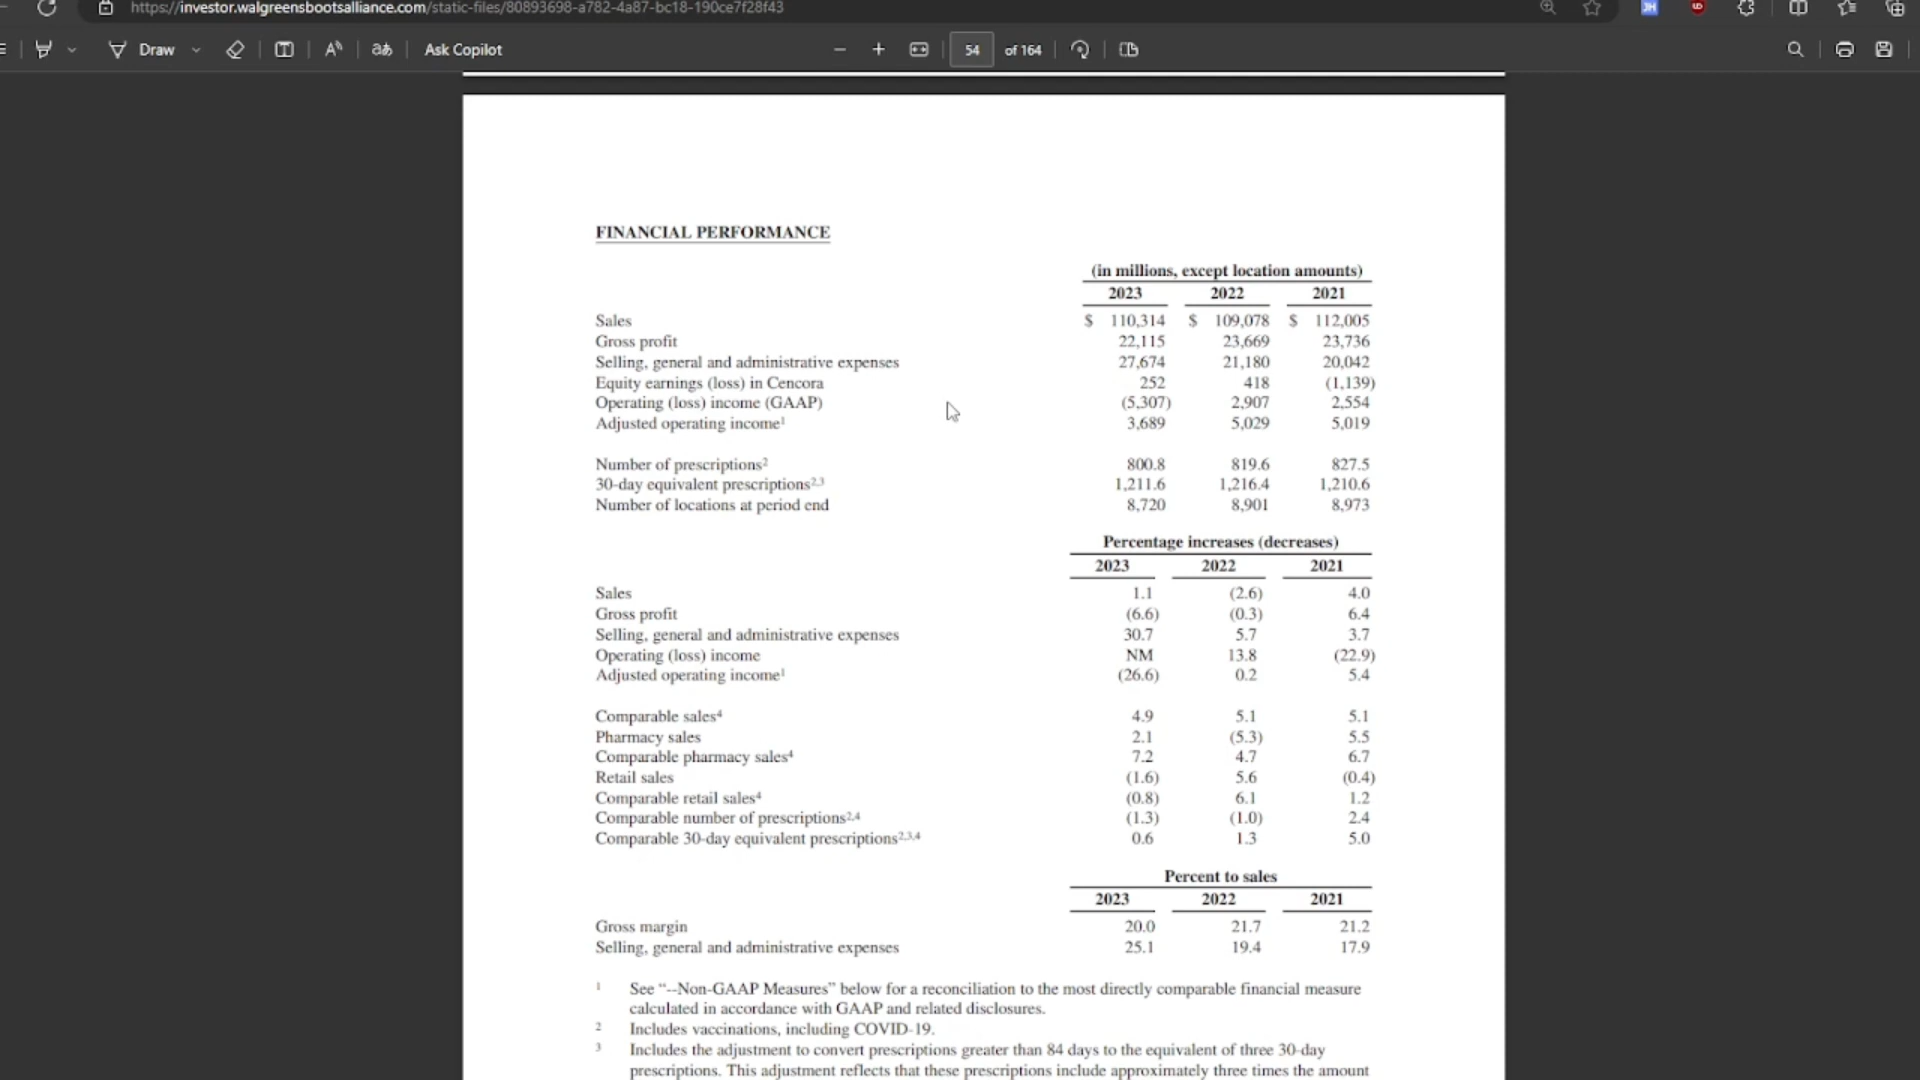 https://investor.walgreensbootsalliance.com/static-files/80893698-a782-4a87-bc18-190ce7f28f43
Draw Ask Copilot 54 of 164
FINANCIAL PERFORMANCE
(in millions, except location amounts)
2023 2022 2021
Sales $ 110,314 $ 109,078 $ 112,005
Gross profit 22,115 23,669 23,736
Selling, general and administrative expenses 27,674 21,180 20,042
Equity earnings (loss) in Cencora 252 418 (1,139)
Operating (loss) income (GAAP) (5,307) 2,907 2,554
Adjusted operating income1 3,689 5,029 5,019
Number of prescriptions2 800.8 819.6 827.5
30-day equivalent prescriptions2,3 1,211.6 1,216.4 1,210.6
Number of locations at period end 8,720 8,901 8,973
Percentage increases (decreases)
2023 2022 2021
Sales 1.1 (2.6) 4.0
Gross profit (6.6) (0.3) 6.4
Selling, general and administrative expenses 30.7 5.7 3.7
Operating (loss) income NM 13.8 (22.9)
Adjusted operating income1 (26.6) 0.2 5.4
Comparable sales4 4.9 5.1 5.1
Pharmacy sales 2.1 (5.3) 5.5
Comparable pharmacy sales4 7.2 4.7 6.7
Retail sales (1.6) 5.6 (0.4)
Comparable retail sales4 (0.8) 6.1 1.2
Comparable number of prescriptions2,4 (1.3) (1.0) 2.4
Comparable 30-day equivalent prescriptions2,3,4 0.6 1.3 5.0
Percent to sales
2023 2022 2021
Gross margin 20.0 21.7 21.2
Selling, general and administrative expenses 25.1 19.4 17.9
1 See “--Non-GAAP Measures” below for a reconciliation to the most directly comparable financial measure
calculated in accordance with GAAP and related disclosures.
2 Includes vaccinations, including COVID-19.
3 Includes the adjustment to convert prescriptions greater than 84 days to the equivalent of three 30-day
prescriptions. This adjustment reflects that these prescriptions include approximately three times the amount